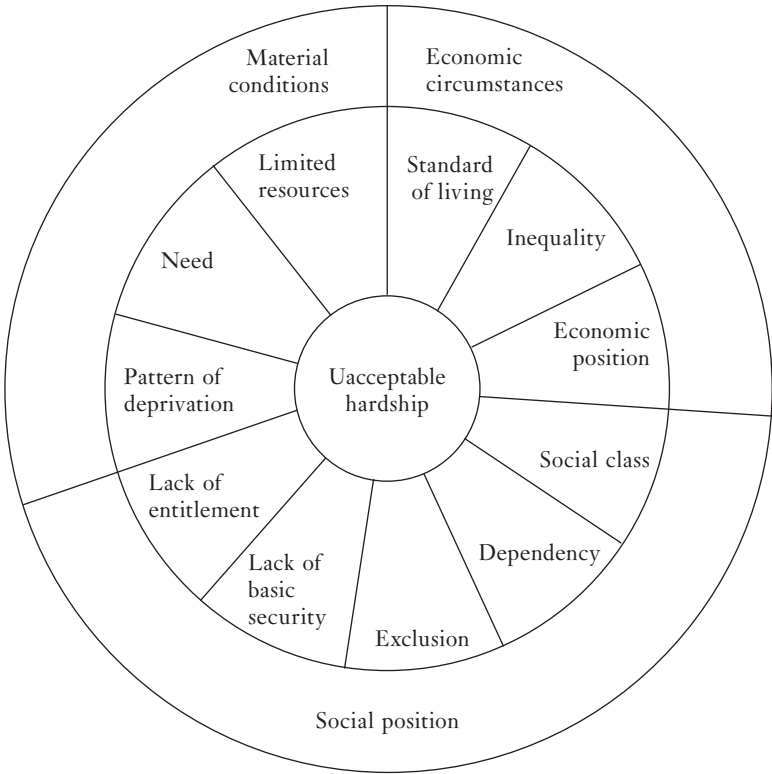 Material
conditions
Economic
circumstances
Limited
resources
Standard
of living
Inequality
Need
Economic
position
Pattern of
deprivation
Uacceptable
hardship
Social class
Lack of
entitlement
Dependency
Lack of
basic
security
Exclusion
Social position